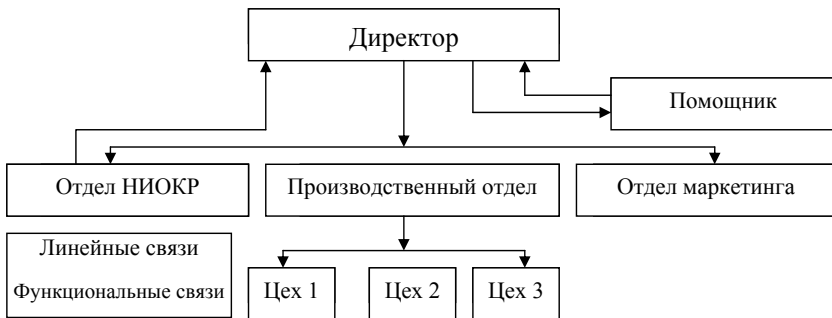 Директор
Помощник
Отдел НИОКР
Производственный отдел
Отдел маркетинга
Линейные связи
Функциональные связи
Цех 1
Цех 2
Цех 3